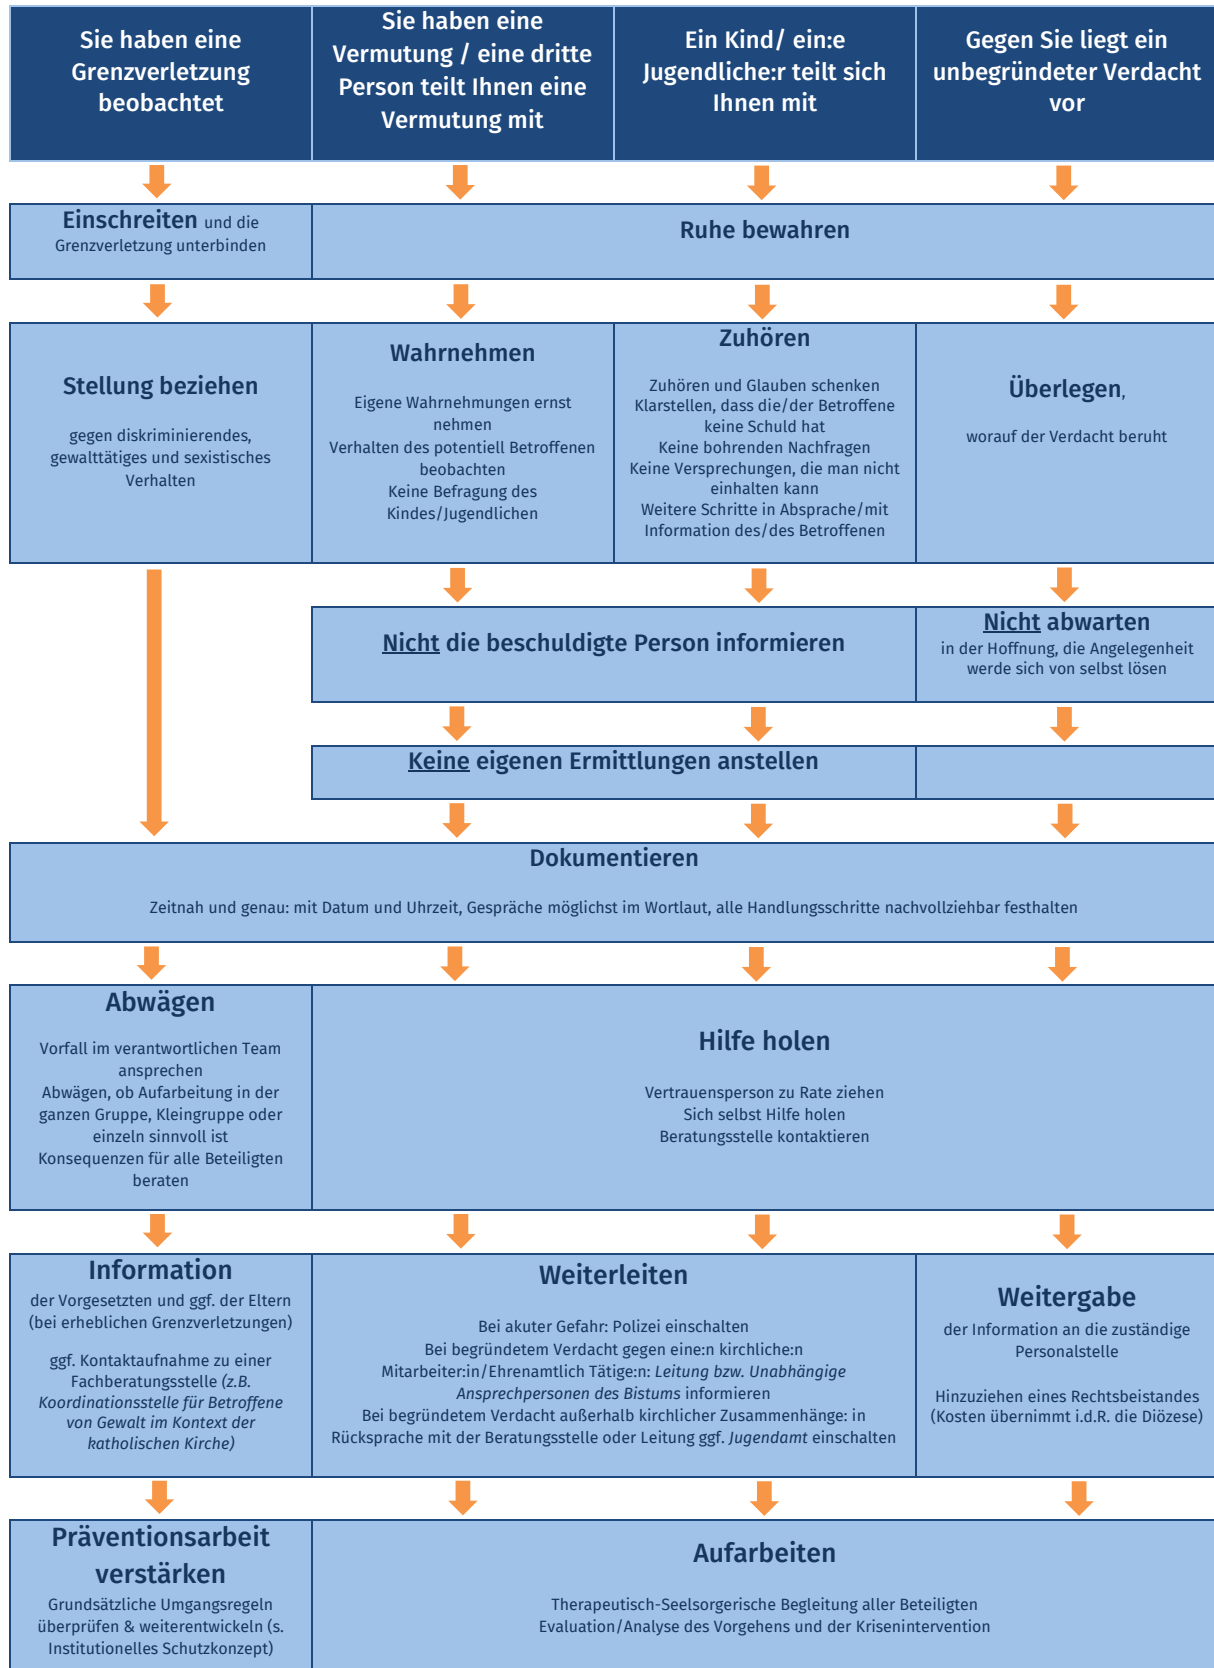 Sie haben eine
Grenzverletzung
beobachtet
Sie haben eine
Vermutung / eine dritte
Person teilt Ihnen eine
Vermutung mit
Ein Kind/ ein:e
Jugendliche:r teilt sich
Ihnen mit
Gegen Sie liegt ein
unbegründeter Verdacht
vor
Einschreiten und die
Grenzverletzung unterbinden
Ruhe bewahren
Stellung beziehen
gegen diskriminierendes,
gewalttätiges und sexistisches
Verhalten
Wahrnehmen
Eigene Wahrnehmungen ernst
nehmen
Verhalten des potentiell Betroffenen
beobachten
Keine Befragung des
Kindes/Jugendlichen
Zuhören
Zuhören und Glauben schenken
Klarstellen, dass die/der Betroffene
keine Schuld hat
Keine bohrenden Nachfragen
Keine Versprechungen, die man nicht
einhalten kann
Weitere Schritte in Absprache/mit
Information des/des Betroffenen
Überlegen,
worauf der Verdacht beruht
Nicht die beschuldigte Person informieren
Nicht abwarten
in der Hoffnung, die Angelegenheit
werde sich von selbst lösen
Keine eigenen Ermittlungen anstellen
Dokumentieren
Zeitnah und genau: mit Datum und Uhrzeit, Gespräche möglichst im Wortlaut, alle Handlungsschritte nachvollziehbar festhalten
Abwägen
Vorfall im verantwortlichen Team
ansprechen
Abwägen, ob Aufarbeitung in der
ganzen Gruppe, Kleingruppe oder
einzeln sinnvoll ist
Konsequenzen für alle Beteiligten
beraten
Hilfe holen
Vertrauensperson zu Rate ziehen
Sich selbst Hilfe holen
Beratungsstelle kontaktieren
Information
der Vorgesetzten und ggf. der Eltern
(bei erheblichen Grenzverletzungen)
ggf. Kontaktaufnahme zu einer
Fachberatungsstelle (z.B.
Koordinationsstelle für Betroffene
von Gewalt im Kontext der
katholischen Kirche)
Weiterleiten
Bei akuter Gefahr: Polizei einschalten
Bei begründetem Verdacht gegen eine:n kirchliche:n
Mitarbeiter:in/Ehrenamtlich Tätige:n: Leitung bzw. Unabhängige
Ansprechpersonen des Bistums informieren
Bei begründetem Verdacht außerhalb kirchlicher Zusammenhänge: in
Rücksprache mit der Beratungsstelle oder Leitung ggf. Jugendamt einschalten
Weitergabe
der Information an die zuständige
Personalstelle
Hinzuziehen eines Rechtsbeistandes
(Kosten übernimmt i.d.R. die Diözese)
Präventionsarbeit
verstärken
Grundsätzliche Umgangsregeln
überprüfen & weiterentwickeln (s.
Institutionelles Schutzkonzept)
Aufarbeiten
Therapeutisch-Seelsorgerische Begleitung aller Beteiligten
Evaluation/Analyse des Vorgehens und der Krisenintervention